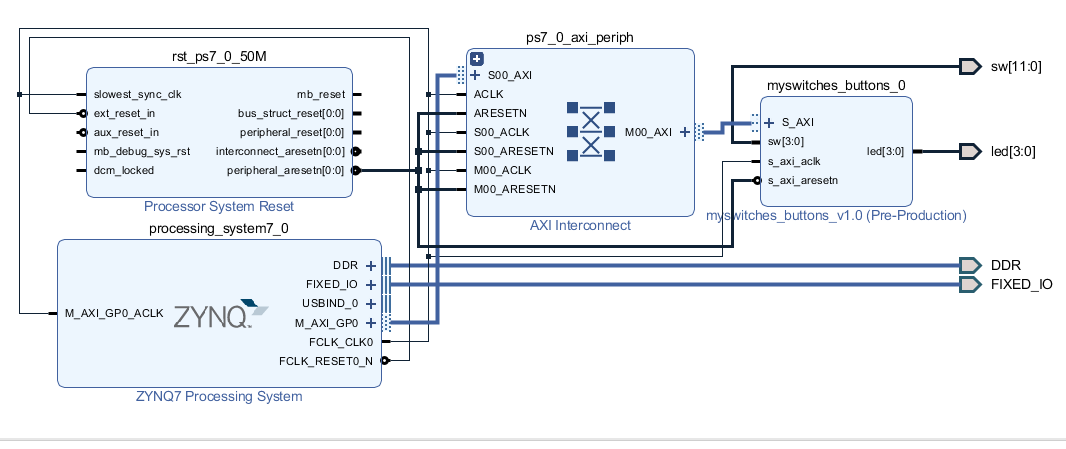 rst_ps7_0_50M
slowest_sync_clk
ext_reset_in
aux_reset_in
mb_debug_sys_rst
dcm_locked
mb_reset
bus_struct_reset[0:0]
peripheral_reset[0:0]
interconnect_aresetn[0:0]
peripheral_aresetn[0:0]
Processor System Reset
ps7_0_axi_periph
S00_AXI
ACLK
ARESETN
S00_ACLK
S00_ARESETN
M00_ACLK
M00_ARESETN
M00_AXI
AXI Interconnect
myswitches_buttons_0
S_AXI
sw[3:0]
s_axi_aclk
s_axi_aresetn
led[3:0]
myswitches_buttons_v1.0 (Pre-Production)
sw[11:0]
led[3:0]
processing_system7_0
M_AXI_GP0_ACLK
ZYNQ
DDR
FIXED_IO
USBIND_0
M_AXI_GP0
FCLK_CLK0
FCLK_RESET0_N
ZYNQ7 Processing System
DDR
FIXED_IO